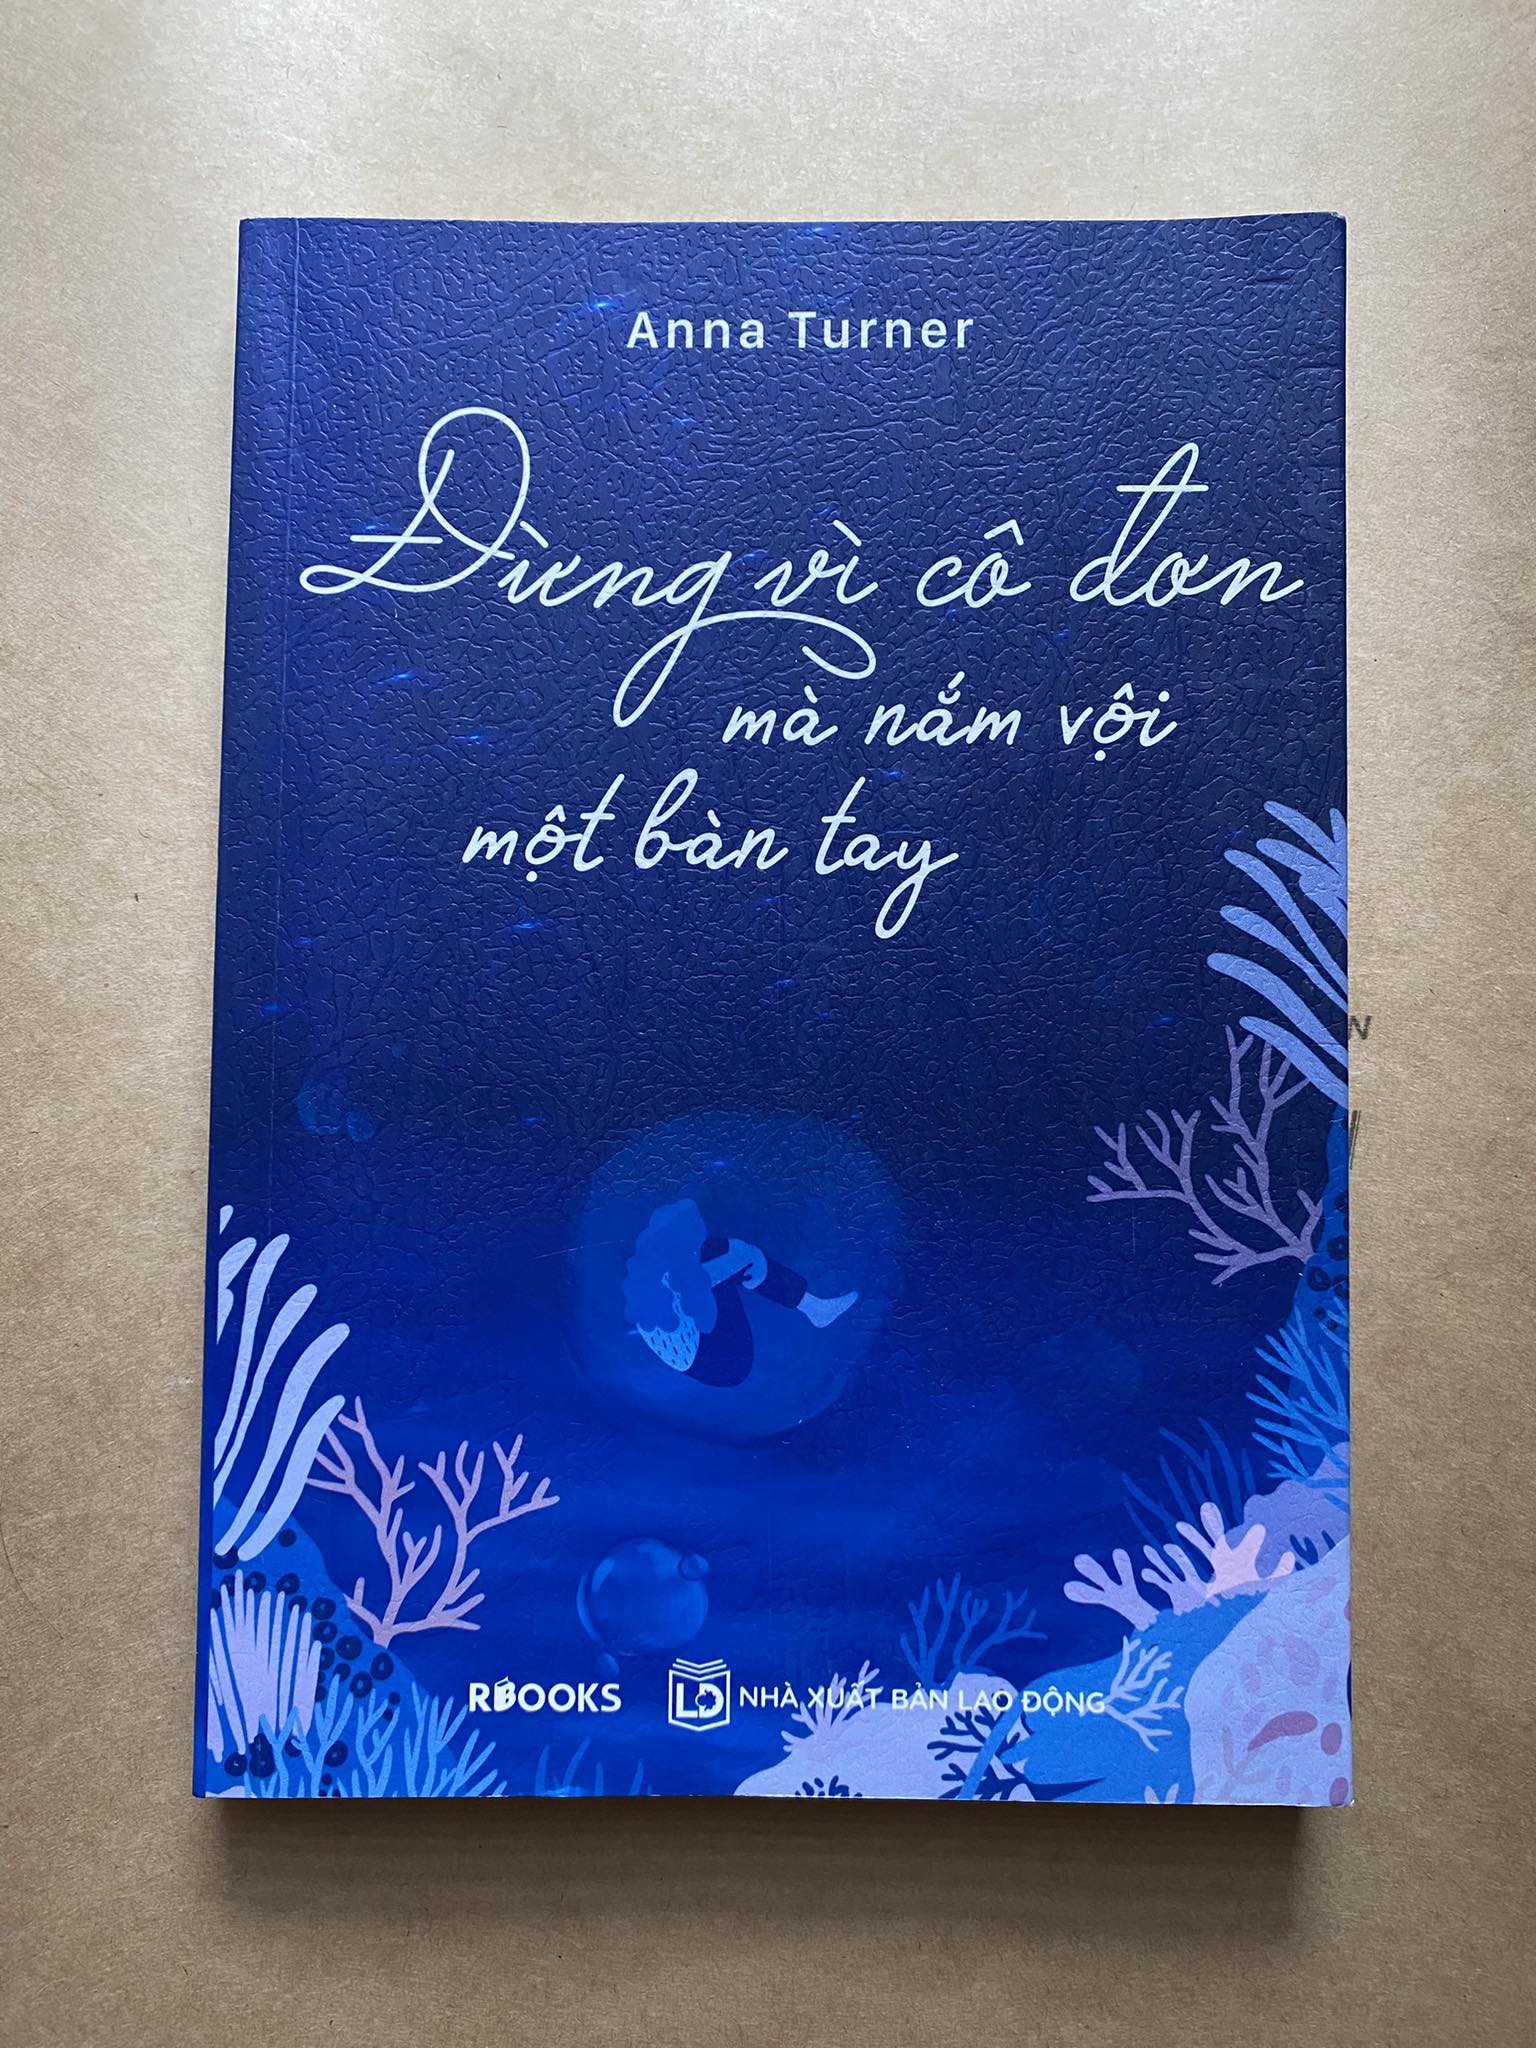 Anna Turner
Đừng vì cô đơn
mà nắm vội
một bàn tay
RBOOKS LĐ NHÀ XUẤT BẢN LAO ĐỘNG